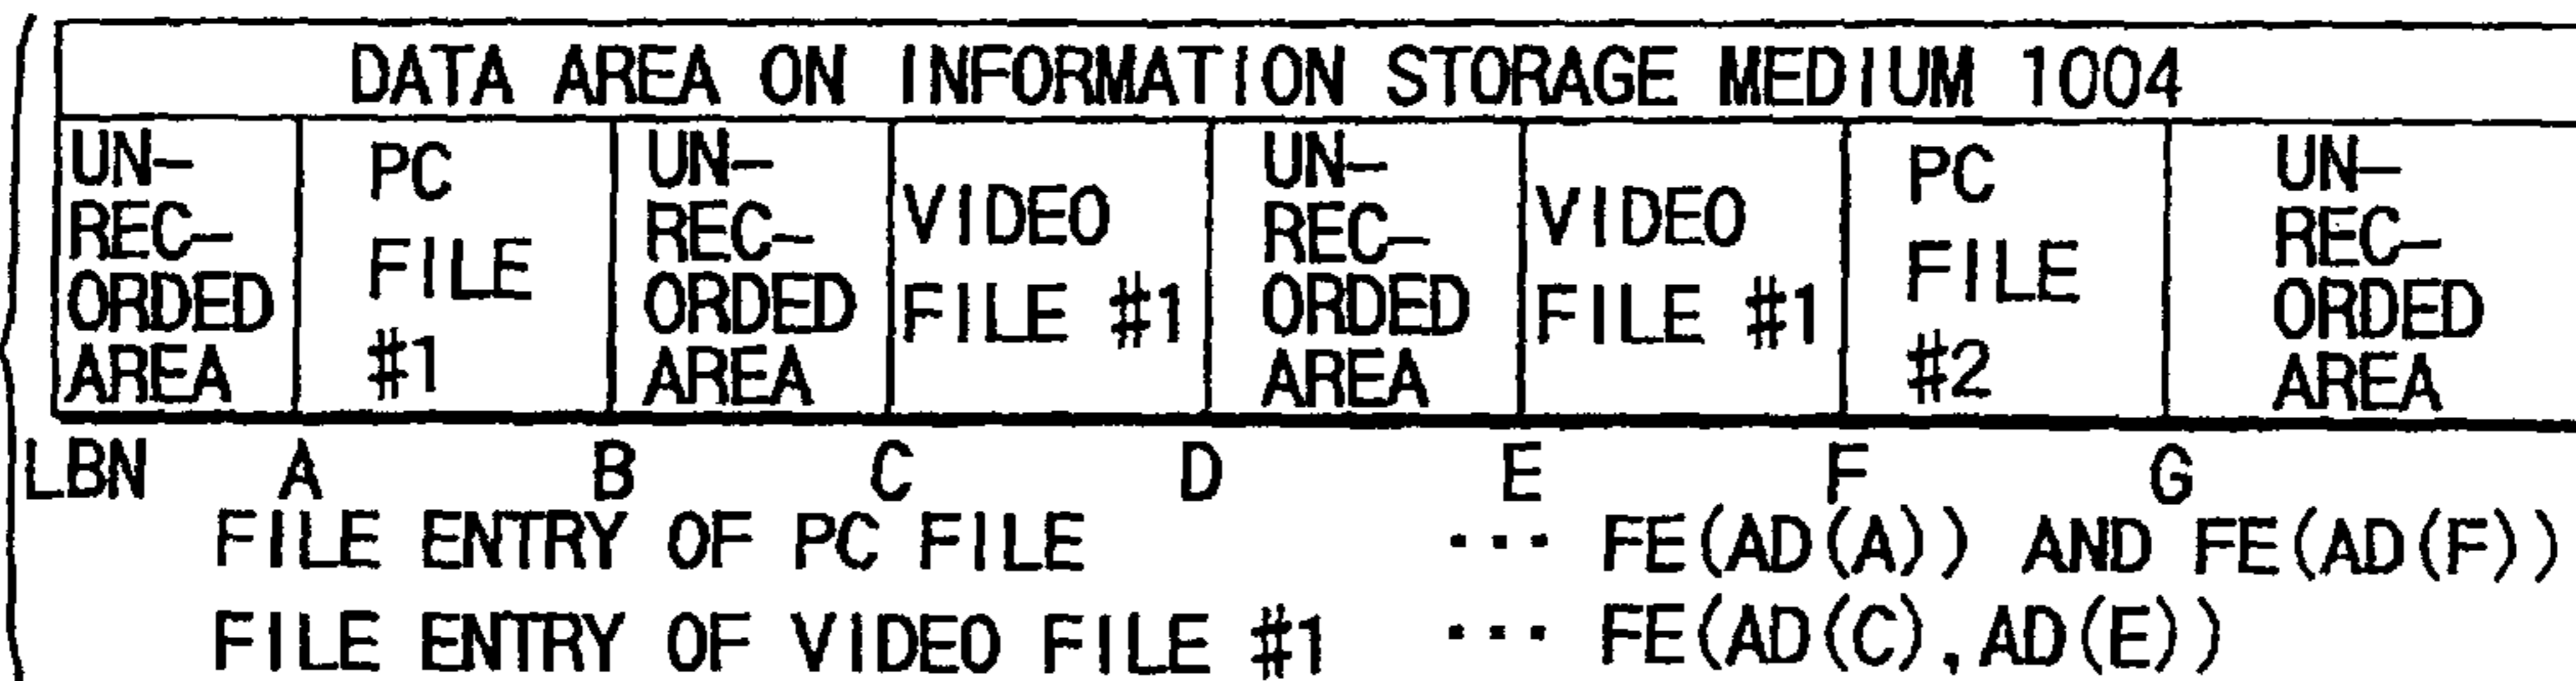 DATA AREA ON INFORMATION STORAGE MEDIUM 1004
UN-
REC-
ORDED
AREA
PC
FILE
#1
UN-
REC-
ORDED
AREA
VIDEO
FILE #1
UN-
REC-
ORDED
AREA
VIDEO
FILE #1
PC
FILE
#2
UN-
REC-
ORDED
AREA
LBN A B C D E F G
FILE ENTRY OF PC FILE ... FE(AD(A)) AND FE(AD(F))
FILE ENTRY OF VIDEO FILE #1 ... FE(AD(C),AD(E))